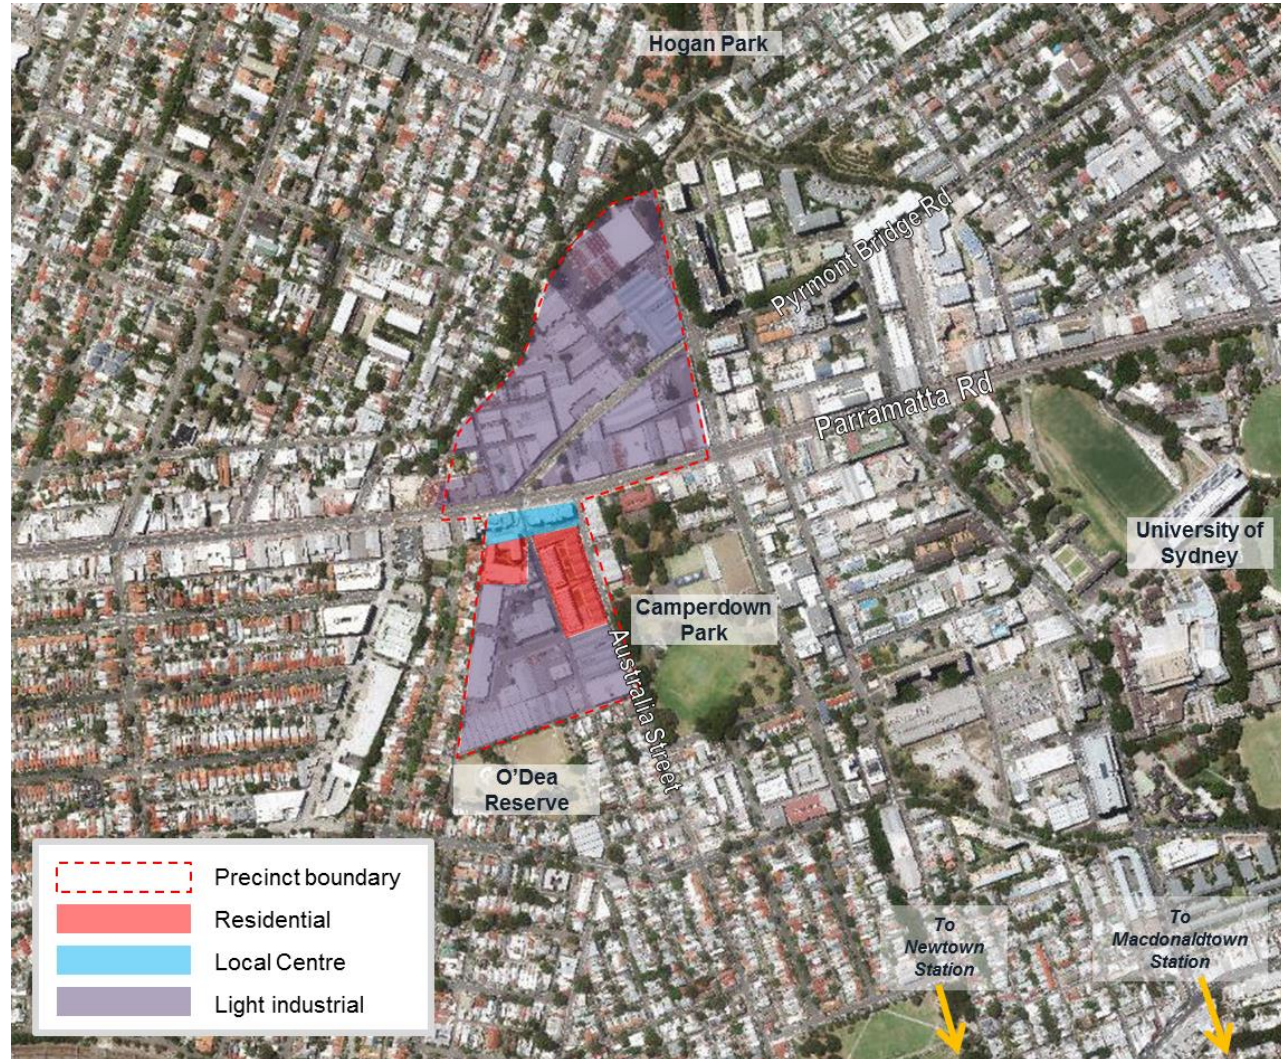 Hogan Park
Pyrmont Bridge Rd
Parramatta Rd
University of
Sydney
Camperdown
Park
Australia Street
O'Dea
Reserve
Precinct boundary
Residential
Local Centre
Light industrial
To
Newtown
Station
To
Macdonaldtown
Station